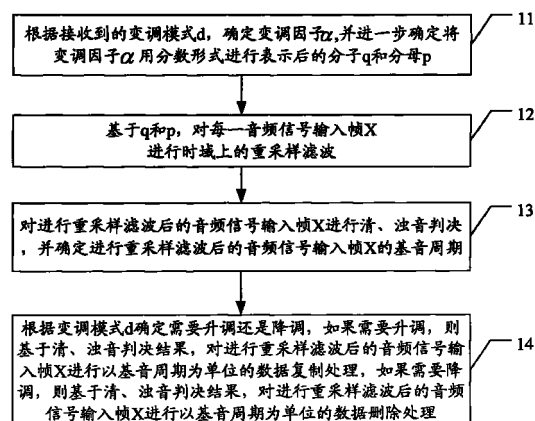 根据接收到的变调模式d，确定变调因子α,并进一步确定将
变调因子α 用分数形式进行表示后的分子q和分母p
11
基于q和p，对每一音频信号输入帧X
进行时域上的重采样滤波
12
对进行重采样滤波后的音频信号输入帧X进行清、浊音判决
，并确定进行重采样滤波后的音频信号输入帧X的基音周期
13
根据变调模式d确定需要升调还是降调，如果需要升调，则
基于清、浊音判决结果，对进行重采样滤波后的音频信号输
入帧X进行以基音周期为单位的数据复制处理，如果需要降
调，则基于清、浊音判决结果，对进行重采样滤波后的音频
信号输入帧X进行以基音周期为单位的数据删除处理
14